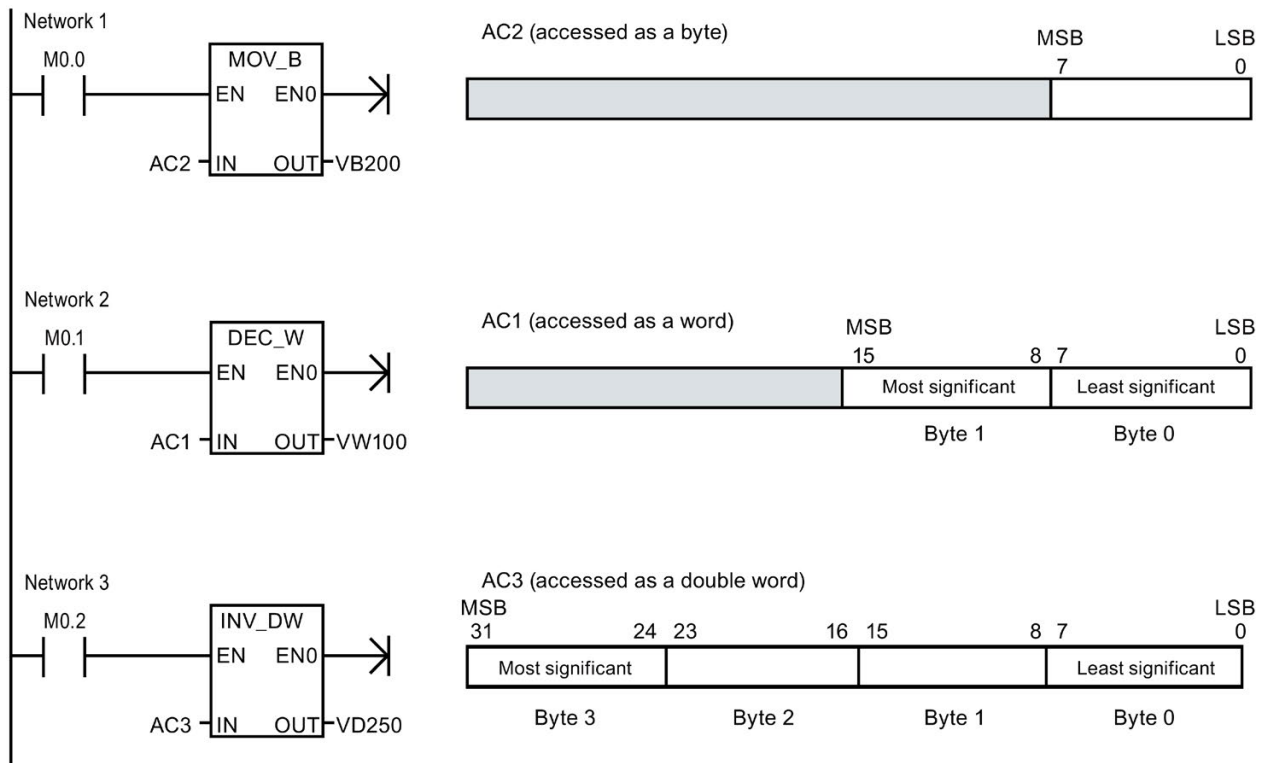 Network 1
M0.0
MOV_B
EN EN0
AC2 IN OUT VB200
AC2 (accessed as a byte)
MSB LSB
7 0
Network 2
M0.1
DEC_W
EN EN0
AC1 IN OUT VW100
AC1 (accessed as a word)
MSB LSB
15 8 7 0
Most significant Least significant
Byte 1 Byte 0
Network 3
M0.2
INV_DW
EN EN0
AC3 IN OUT VD250
AC3 (accessed as a double word)
MSB LSB
31 24 23 16 15 8 7 0
Most significant Least significant
Byte 3 Byte 2 Byte 1 Byte 0